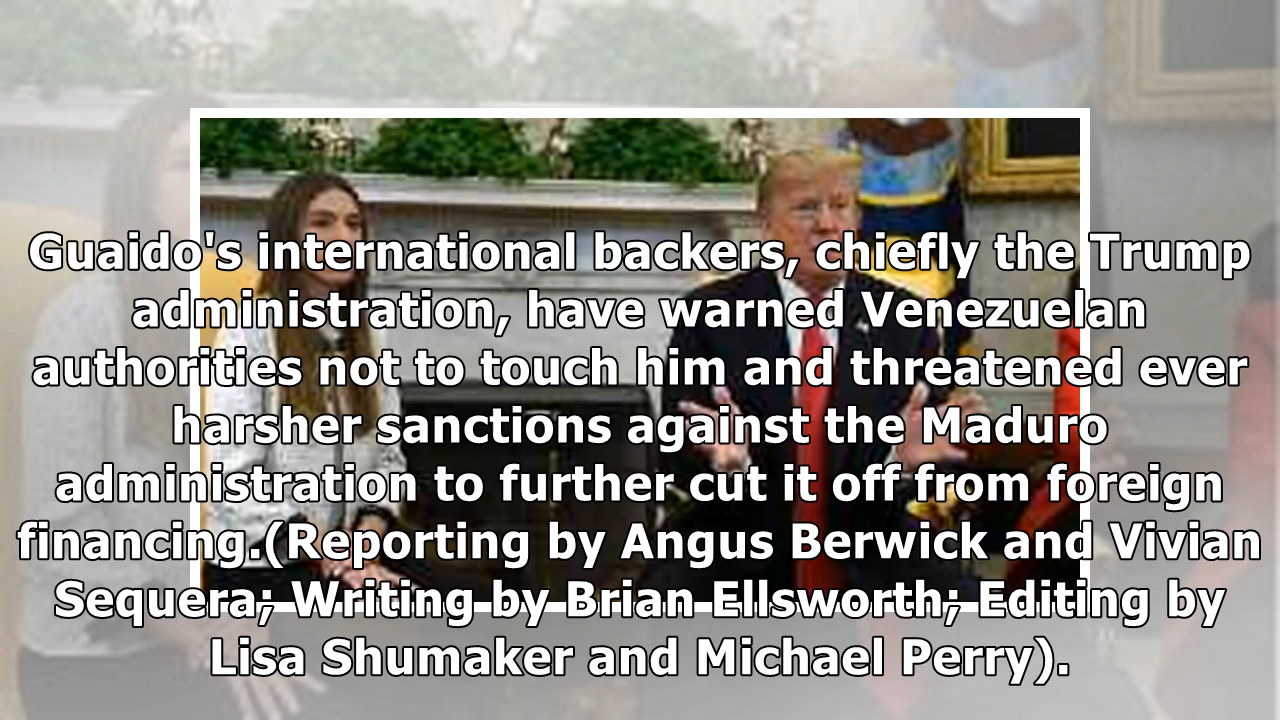 Guaido's international backers, chiefly the Trump
administration, have warned Venezuelan
authorities not to touch him and threatened ever
harsher sanctions against the Maduro
administration to further cut it off from foreign
financing.(Reporting by Angus Berwick and Vivian
Sequera; Writing by Brian Ellsworth; Editing by
Lisa Shumaker and Michael Perry).